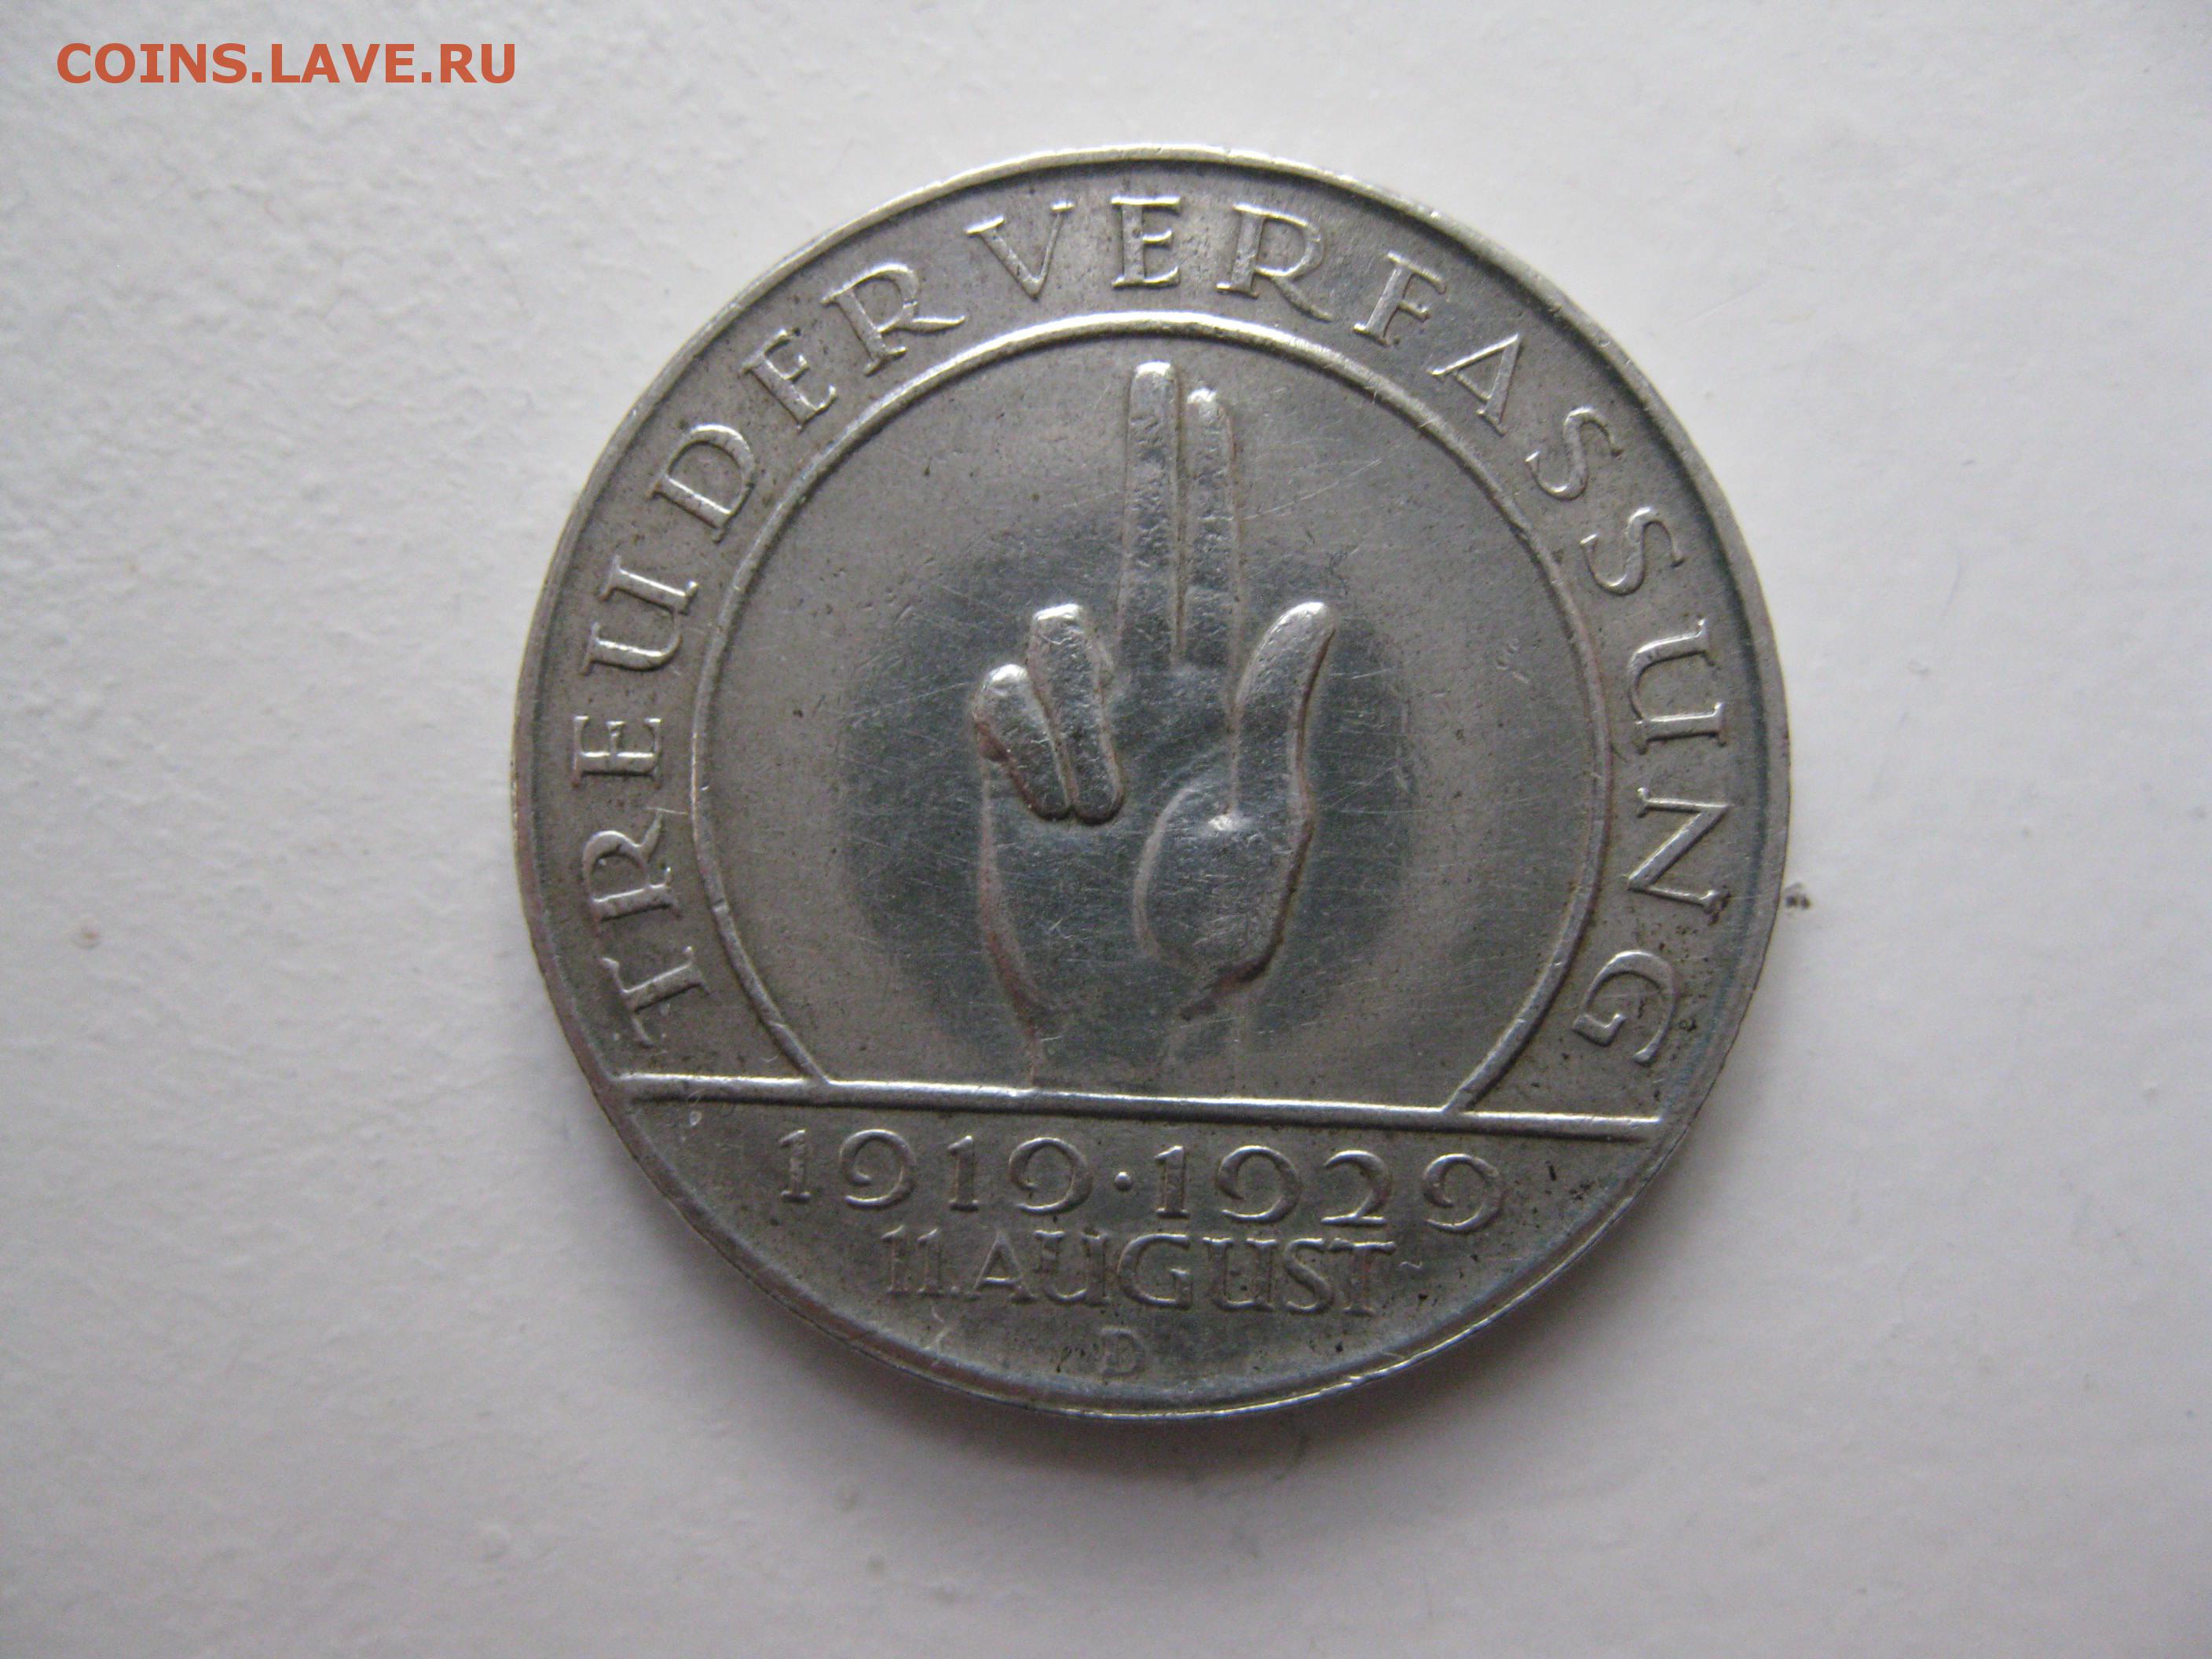 COINS.LAVE.RU
TREU DER VERFASSUNG
1919·1929
11.AUGUST
D